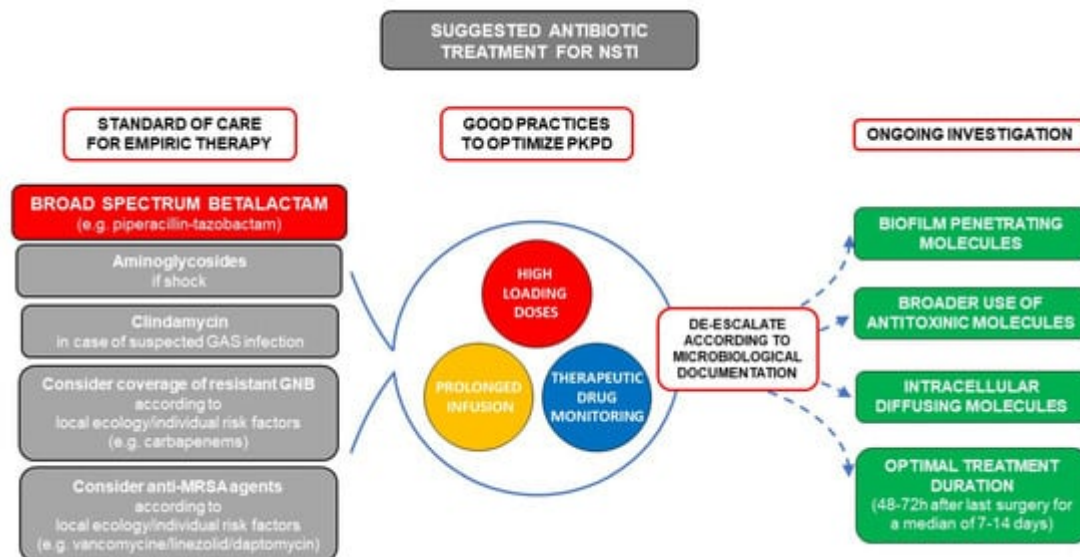 SUGGESTED ANTIBIOTIC
TREATMENT FOR NSTI
STANDARD OF CARE
FOR EMPIRIC THERAPY
BROAD SPECTRUM BETALACTAM
(e.g. piperacillin-tazobactam)
Aminoglycosides
if shock
Clindamycin
in case of suspected GAS infection
Consider coverage of resistant GNB
according to
local ecology/individual risk factors
(e.g. carbapenems)
Consider anti-MRSA agents
according to
local ecology/individual risk factors
(e.g. vancomycine/linezolid/daptomycin)
GOOD PRACTICES
TO OPTIMIZE PKPD
HIGH
LOADING
DOSES
PROLONGED
INFUSION
THERAPEUTIC
DRUG
MONITORING
DE-ESCALATE
ACCORDING TO
MICROBIOLOGICAL
DOCUMENTATION
ONGOING INVESTIGATION
BIOFILM PENETRATING
MOLECULES
BROADER USE OF
ANTITOXINIC MOLECULES
INTRACELLULAR
DIFFUSING MOLECULES
OPTIMAL TREATMENT
DURATION
(48-72h after last surgery for
a median of 7-14 days)